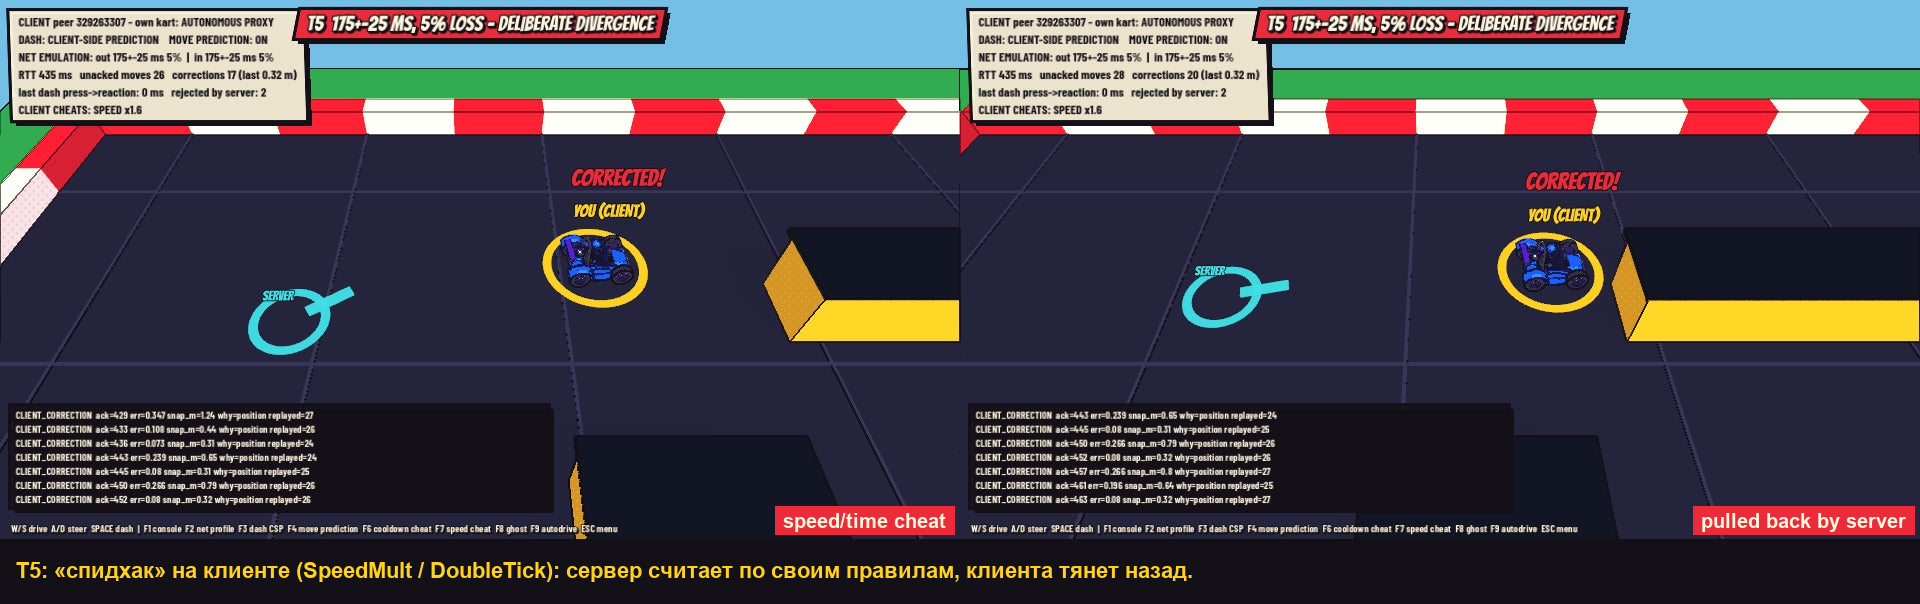 CLIENT peer 329263307 - own kart: AUTONOMOUS PROXY
DASH: CLIENT-SIDE PREDICTION MOVE PREDICTION: ON
NET EMULATION: out 175+-25 ms 5% | in 175+-25 ms 5%
RTT 435 ms unacked moves 26 corrections 17 (last 0.32 m)
last dash press->reaction: 0 ms rejected by server: 2
CLIENT CHEATS: SPEED x1.6
T5 175+-25 MS, 5% LOSS - DELIBERATE DIVERGENCE
CORRECTED!
YOU (CLIENT)
SERVER
CLIENT_CORRECTION ack=429 err=0.347 snap_m=1.24 why=position replayed=27
CLIENT_CORRECTION ack=433 err=0.108 snap_m=0.44 why=position replayed=26
CLIENT_CORRECTION ack=436 err=0.073 snap_m=0.31 why=position replayed=24
CLIENT_CORRECTION ack=443 err=0.239 snap_m=0.65 why=position replayed=24
CLIENT_CORRECTION ack=445 err=0.08 snap_m=0.31 why=position replayed=25
CLIENT_CORRECTION ack=450 err=0.266 snap_m=0.79 why=position replayed=26
CLIENT_CORRECTION ack=452 err=0.08 snap_m=0.32 why=position replayed=26
W/S drive A/D steer SPACE dash | F1 console F2 net profile F3 dash CSP F4 move prediction F6 cooldown cheat F7 speed cheat F8 ghost F9 autodrive ESC menu
speed/time cheat
CLIENT peer 329263307 - own kart: AUTONOMOUS PROXY
DASH: CLIENT-SIDE PREDICTION MOVE PREDICTION: ON
NET EMULATION: out 175+-25 ms 5% | in 175+-25 ms 5%
RTT 435 ms unacked moves 28 corrections 20 (last 0.32 m)
last dash press->reaction: 0 ms rejected by server: 2
CLIENT CHEATS: SPEED x1.6
T5 175+-25 MS, 5% LOSS - DELIBERATE DIVERGENCE
CORRECTED!
YOU (CLIENT)
SERVER
CLIENT_CORRECTION ack=443 err=0.239 snap_m=0.65 why=position replayed=24
CLIENT_CORRECTION ack=445 err=0.08 snap_m=0.31 why=position replayed=25
CLIENT_CORRECTION ack=450 err=0.266 snap_m=0.79 why=position replayed=26
CLIENT_CORRECTION ack=452 err=0.08 snap_m=0.32 why=position replayed=26
CLIENT_CORRECTION ack=457 err=0.266 snap_m=0.8 why=position replayed=27
CLIENT_CORRECTION ack=461 err=0.196 snap_m=0.64 why=position replayed=25
CLIENT_CORRECTION ack=463 err=0.08 snap_m=0.32 why=position replayed=27
W/S drive A/D steer SPACE dash | F1 console F2 net profile F3 dash CSP F4 move prediction F6 cooldown cheat F7 speed cheat F8 ghost F9 autodrive ESC menu
pulled back by server
T5: «спидхак» на клиенте (SpeedMult / DoubleTick): сервер считает по своим правилам, клиента тянет назад.